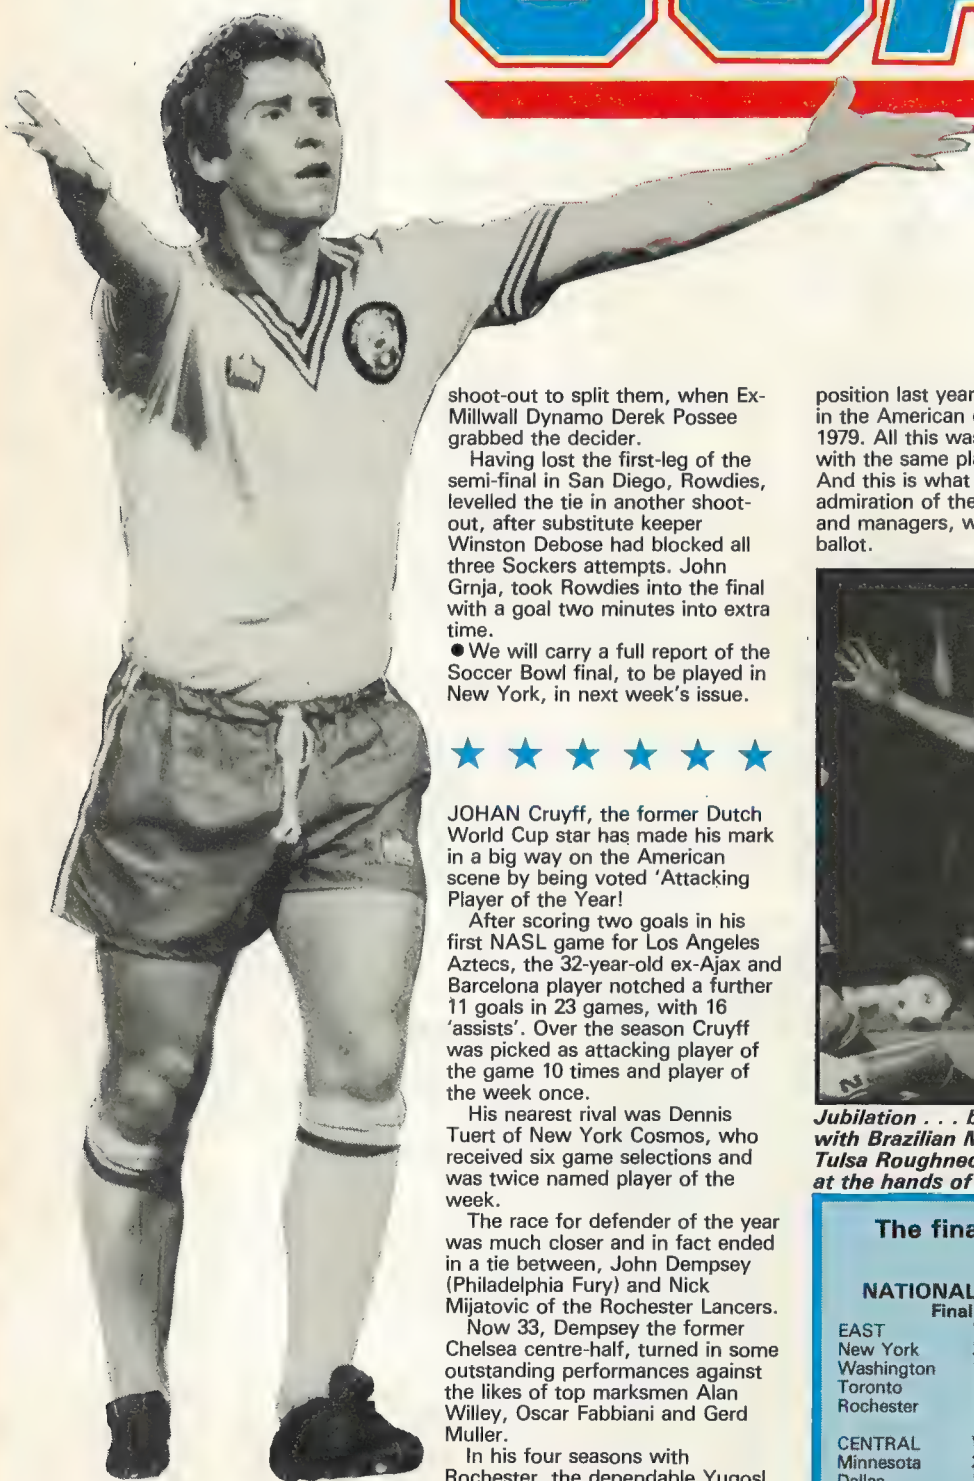 shoot-out to split them, when Ex-
Millwall Dynamo Derek Possee
grabbed the decider.
Having lost the first-leg of the
semi-final in San Diego, Rowdies,
levelled the tie in another shoot-
out, after substitute keeper
Winston Debose had blocked all
three Sockers attempts. John
Grnja, took Rowdies into the final
with a goal two minutes into extra
time.
● We will carry a full report of the
Soccer Bowl final, to be played in
New York, in next week's issue.
★ ★ ★ ★ ★ ★
JOHAN Cruyff, the former Dutch
World Cup star has made his mark
in a big way on the American
scene by being voted 'Attacking
Player of the Year!
After scoring two goals in his
first NASL game for Los Angeles
Aztecs, the 32-year-old ex-Ajax and
Barcelona player notched a further
11 goals in 23 games, with 16
'assists'. Over the season Cruyff
was picked as attacking player of
the game 10 times and player of
the week once.
His nearest rival was Dennis
Tuert of New York Cosmos, who
received six game selections and
was twice named player of the
week.
The race for defender of the year
was much closer and in fact ended
in a tie between, John Dempsey
(Philadelphia Fury) and Nick
Mijatovic of the Rochester Lancers.
Now 33, Dempsey the former
Chelsea centre-half, turned in some
outstanding performances against
the likes of top marksmen Alan
Willey, Oscar Fabbiani and Gerd
Muller.
In his four seasons with
Rochester, the dependable Yugosl
position last year
in the American
1979. All this was
with the same pl
And this is what
admiration of the
and managers, w
ballot.
Jubilation . . . b
with Brazilian M
Tulsa Roughnec
at the hands of
The fina
NATIONAL
Final
EAST
New York
Washington
Toronto
Rochester
CENTRAL
Minnesota
Dallas